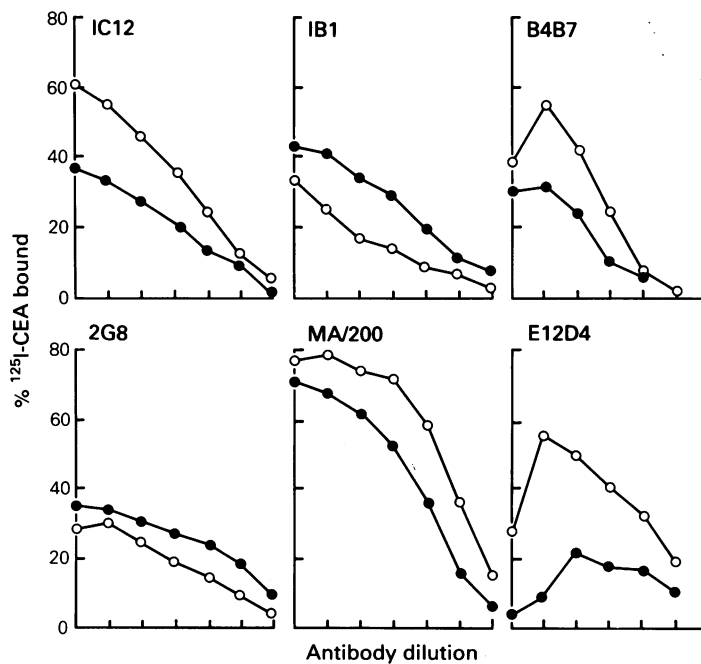 IC12
IB1
B4B7
80
60
40
20
0
2G8
MA/200
E12D4
80
60
40
20
0
% ¹²⁵I-CEA bound
Antibody dilution